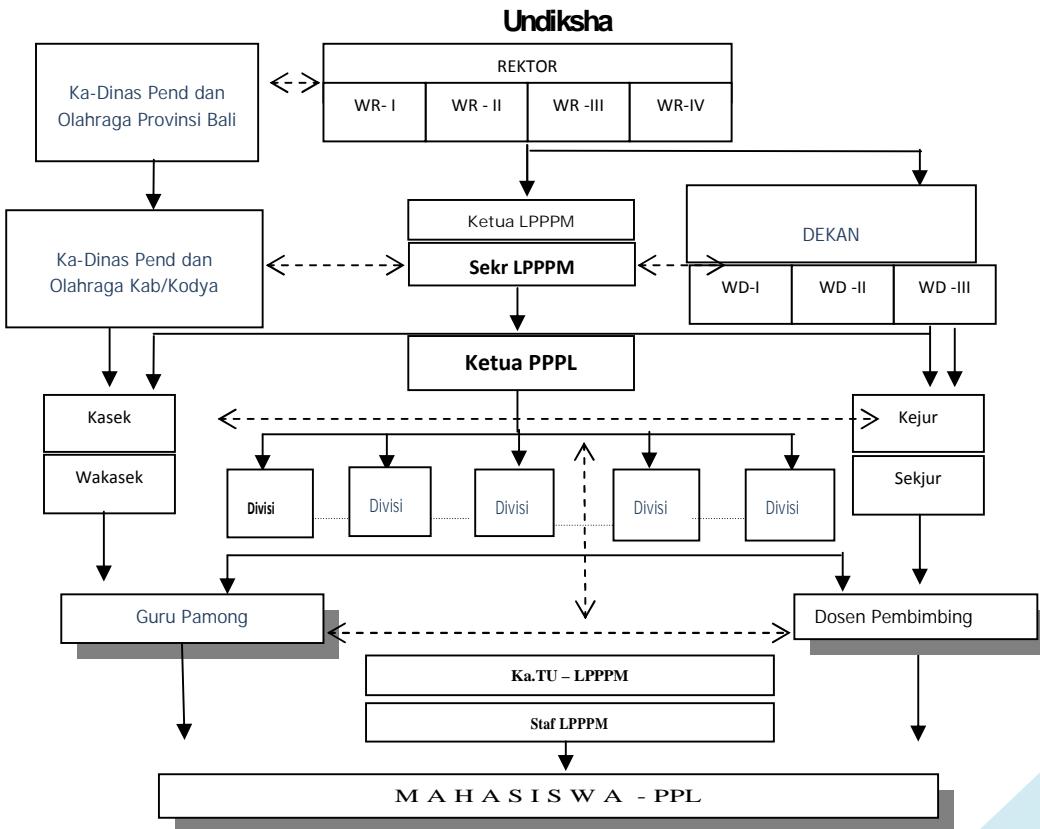 Undiksha
REKTOR
WR- I
WR - II
WR -III
WR-IV
Ka-Dinas Pend dan
Olahraga Provinsi Bali
Ketua LPPPM
Sekr LPPPM
DEKAN
WD-I
WD -II
WD -III
Ka-Dinas Pend dan
Olahraga Kab/Kodya
Ketua PPPL
Kasek
Wakasek
Kejur
Sekjur
Divisi
Divisi
Divisi
Divisi
Divisi
Guru Pamong
Dosen Pembimbing
Ka.TU – LPPPM
Staf LPPPM
M A H A S I S W A - PPL